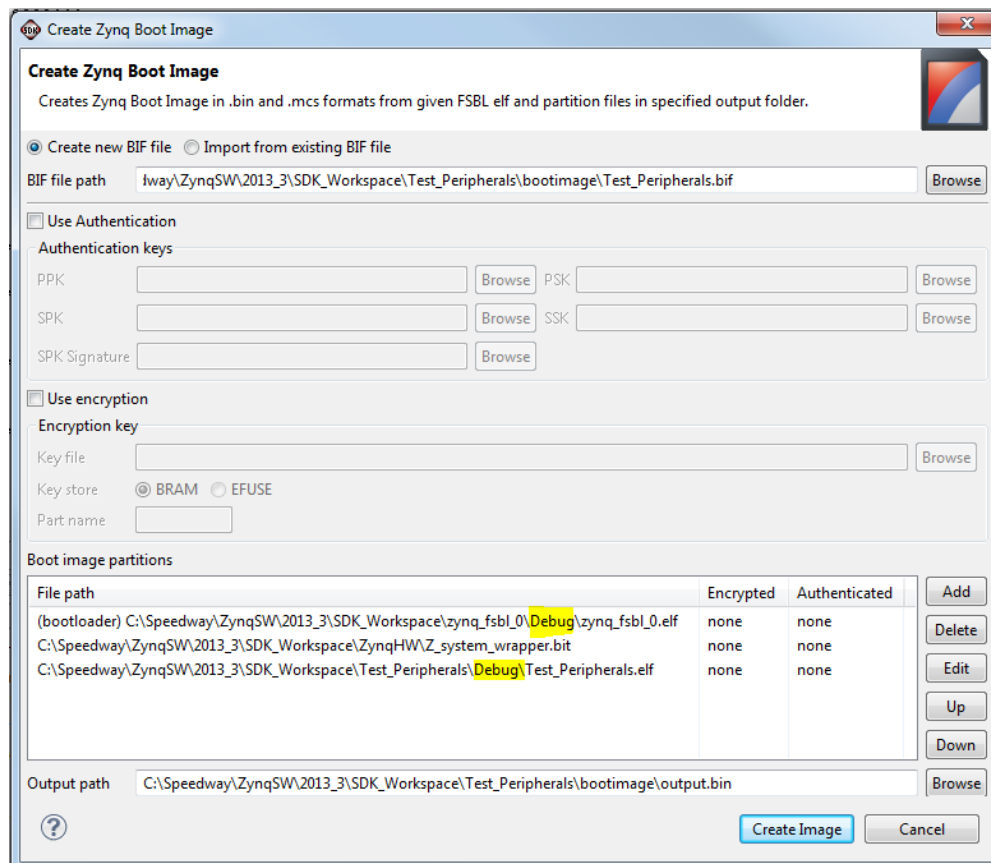 SDK Create Zynq Boot Image
Create Zynq Boot Image
Creates Zynq Boot Image in .bin and .mcs formats from given FSBL elf and partition files in specified output folder.
Create new BIF file Import from existing BIF file
BIF file path lway\ZynqSW\2013_3\SDK_Workspace\Test_Peripherals\bootimage\Test_Peripherals.bif Browse
Use Authentication
Authentication keys
PPK Browse PSK Browse
SPK Browse SSK Browse
SPK Signature Browse
Use encryption
Encryption key
Key file Browse
Key store BRAM EFUSE
Part name
Boot image partitions
File path Encrypted Authenticated Add
(bootloader) C:\Speedway\ZynqSW\2013_3\SDK_Workspace\zynq_fsbl_0\Debug\zynq_fsbl_0.elf none none
Delete
C:\Speedway\ZynqSW\2013_3\SDK_Workspace\ZynqHW\Z_system_wrapper.bit none none
C:\Speedway\ZynqSW\2013_3\SDK_Workspace\Test_Peripherals\Debug\Test_Peripherals.elf none none Edit
Up
Down
Output path C:\Speedway\ZynqSW\2013_3\SDK_Workspace\Test_Peripherals\bootimage\output.bin Browse
? Create Image Cancel